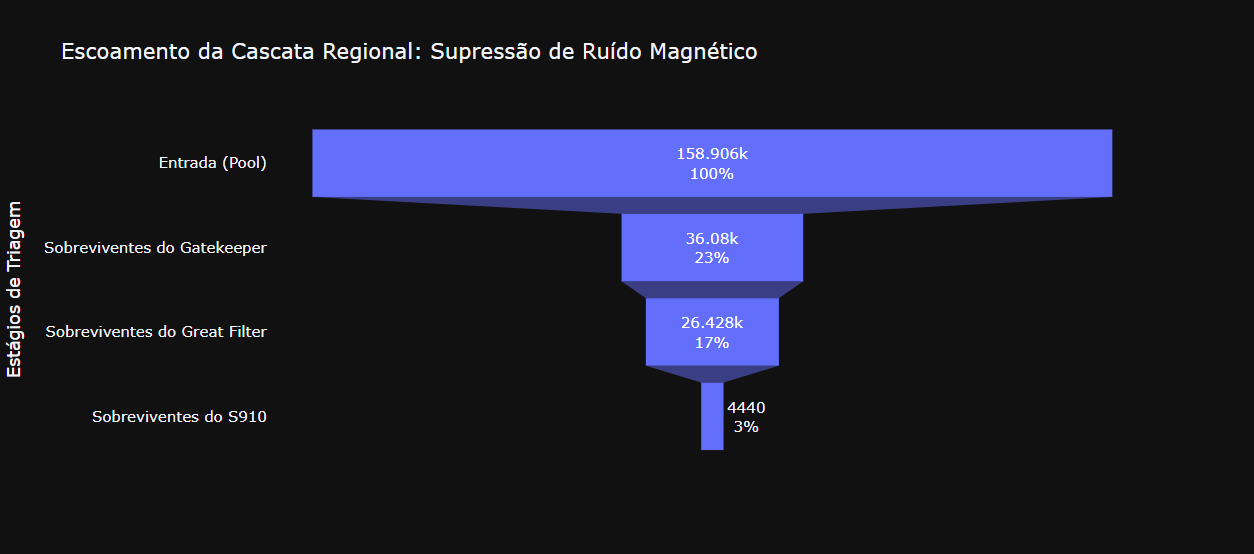 Escoamento da Cascata Regional: Supressão de Ruído Magnético
Estágios de Triagem
Entrada (Pool)
158.906k
100%
Sobreviventes do Gatekeeper
36.08k
23%
Sobreviventes do Great Filter
26.428k
17%
Sobreviventes do S910
4440
3%